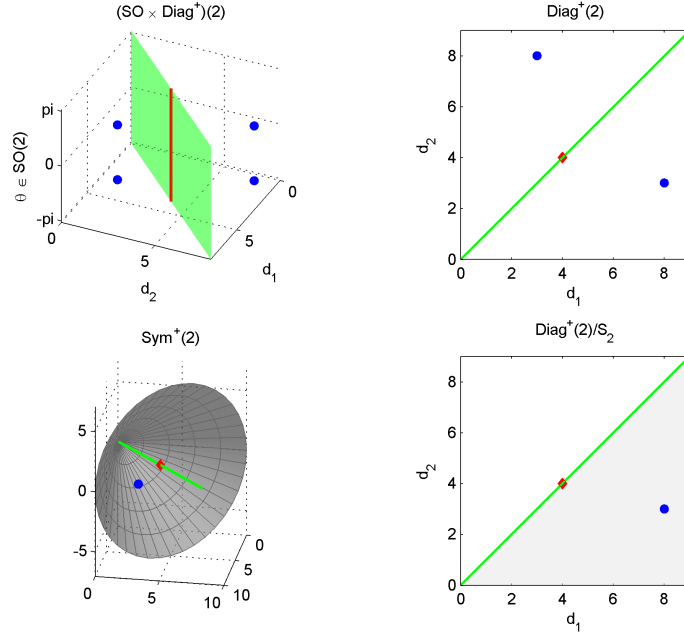 (SO × Diag⁺)(2)
pi
0
-pi
θ ∈ SO(2)
0
5
d₂
0
5
d₁
Diag⁺(2)
8
6
4
2
0
d₂
0 2 4 6 8
d₁
Sym⁺(2)
5
0
-5
0 5 10
0
5
10
Diag⁺(2)/S₂
8
6
4
2
0
d₂
0 2 4 6 8
d₁